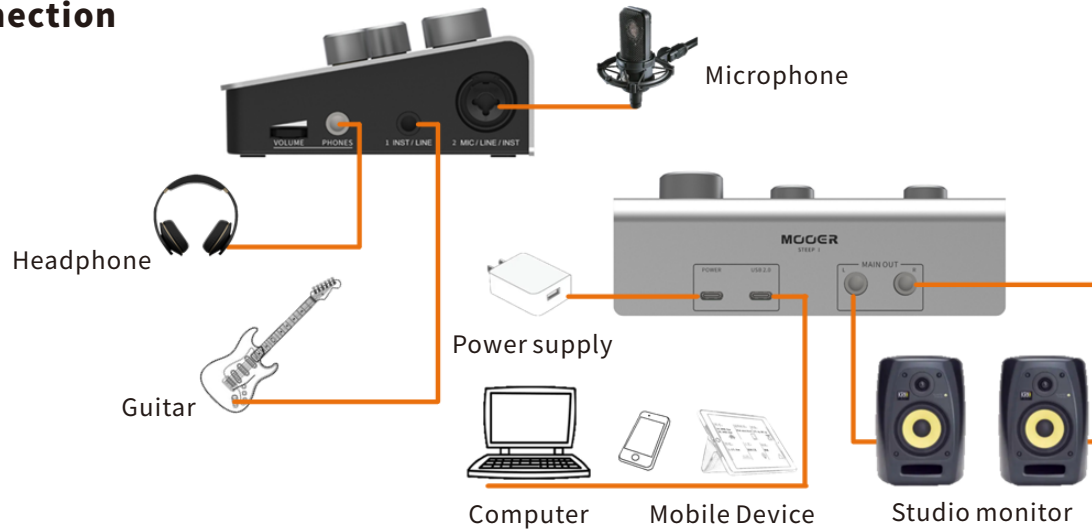 nection
Microphone
VOLUME PHONES 1 INST / LINE 2 MIC / LINE / INST
Headphone
MOOER
STEEP I
POWER USB 2.0
MAIN OUT
L R
Power supply
Guitar
Computer Mobile Device Studio monitor